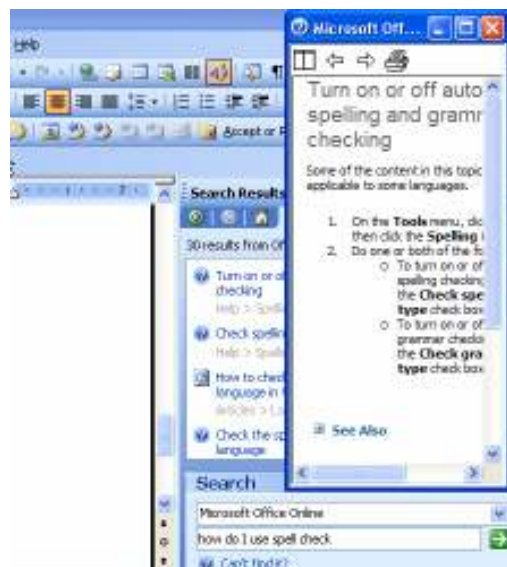 Help
Microsoft Off...
Accept or R
Turn on or off auto
spelling and gramr
checking
Some of the content in this topic
applicable to some languages.
1. On the Tools menu, clic
then click the Spelling
2. Do one or both of the fo
To turn on or of
spelling checking
the Check spe
type check box
To turn on or of
grammar checki
the Check gra
type check box
See Also
Search Results
30 results from Of
Turn on or o
checking
Help > Spell
Check spellin
Help > Spell
How to check
language in
Articles > L
Check the sp
language
Search
Microsoft Office Online
how do I use spell check
Can't find it?